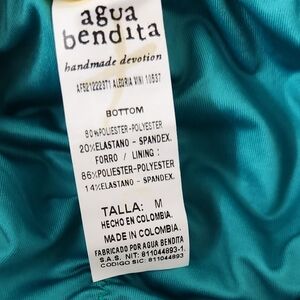 agua
bendita
handmade devotion
AF521222371 ALEGRIA MINI 10537
BOTTOM
80%POLIESTER-POLYESTER
20%ELASTANO - SPANDEX.
FORRO / LINING :
86%POLIESTER-POLYESTER
14%ELASTANO - SPANDEX.
TALLA: M
HECHO EN COLOMBIA.
MADE IN COLOMBIA.
FABRICADO POR AGUA BENDITA
S.A.S. NIT: 811044893-1.
CODIGO SIC: 811044893